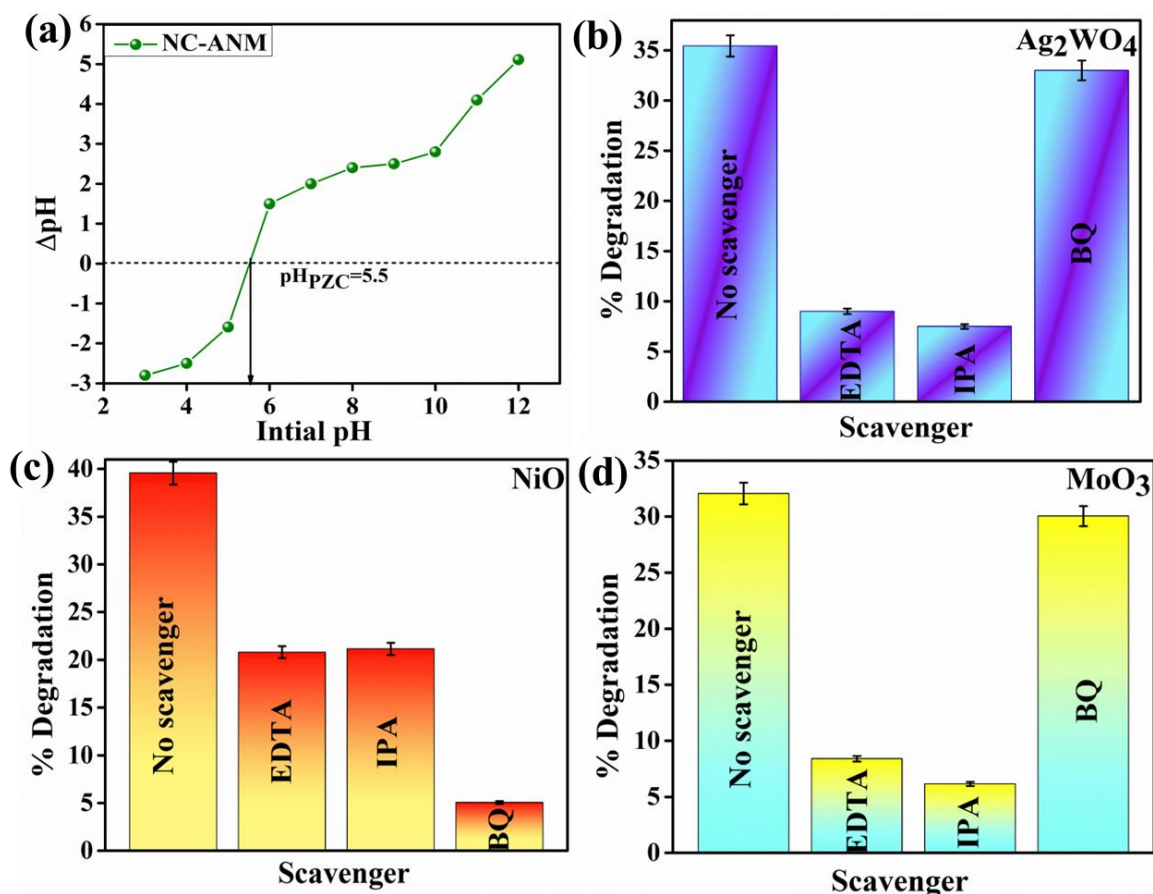 (a)
NC-ANM
6
5
4
3
2
1
0
-1
-2
-3
ΔpH
pHPZC=5.5
2 4 6 8 10 12
Intial pH
(b)
Ag2WO4
35
30
25
20
15
10
5
0
% Degradation
No scavenger
EDTA
IPA
BQ
Scavenger
(c)
NiO
40
35
30
25
20
15
10
5
0
% Degradation
No scavenger
EDTA
IPA
BQ
Scavenger
(d)
MoO3
35
30
25
20
15
10
5
0
% Degradation
No scavenger
EDTA
IPA
BQ
Scavenger